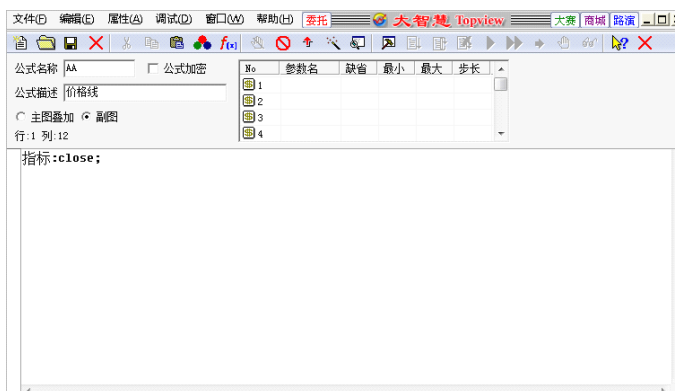 文件(F) 编辑(E) 属性(A) 调试(D) 窗口(W) 帮助(H) 委托 大智慧 Topview 大赛 商城 路演
f(x)
公式名称 AA 公式加密 No 参数名 缺省 最小 最大 步长
1
公式描述 价格线
2
主图叠加 副图 3
行:1 列:12 4
指标:close;